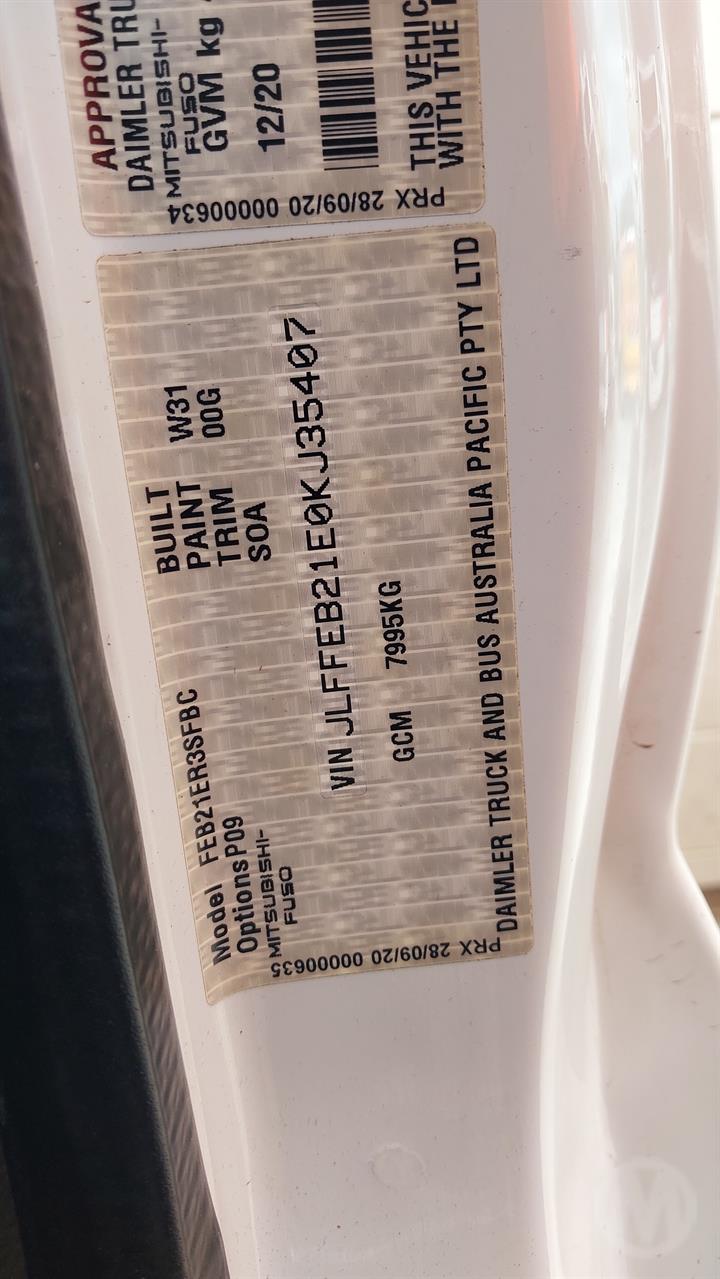 APPROVA
DAIMLER TRU
MITSUBISHI-
FUSO
GVM kg
12/20
THIS VEHIC
WITH THE
PRX 28/09/20 00000634
Model FEB21ER3SFBC
Options P09
MITSUBISHI-
FUSO
BUILT
PAINT W31
TRIM 00G
SOA
VIN JLFFEB21E0KJ35407
GCM 7995KG
DAIMLER TRUCK AND BUS AUSTRALIA PACIFIC PTY LTD
PRX 28/09/20 00000635
M